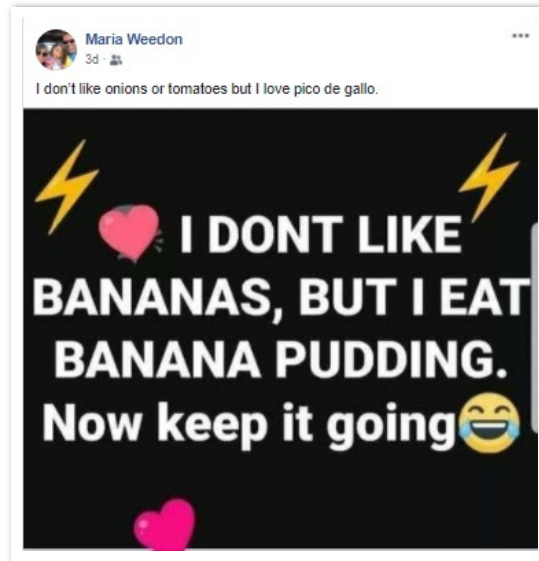 Maria Weedon
3d ·
I don't like onions or tomatoes but I love pico de gallo.
I DONT LIKE
BANANAS, BUT I EAT
BANANA PUDDING.
Now keep it going